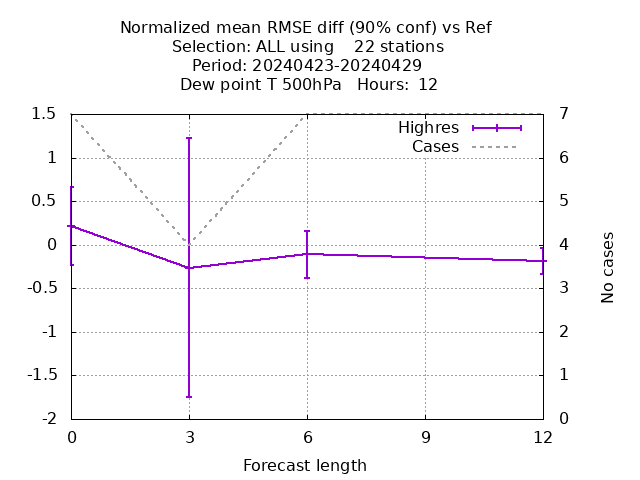 Normalized mean RMSE diff (90% conf) vs Ref
Selection: ALL using    22 stations
Period: 20240423-20240429
Dew point T 500hPa   Hours:  12
1.5
1
0.5
0
-0.5
-1
-1.5
-2
7
6
5
4
3
2
1
0
Highres
Cases
No cases
0
3
6
9
12
Forecast length